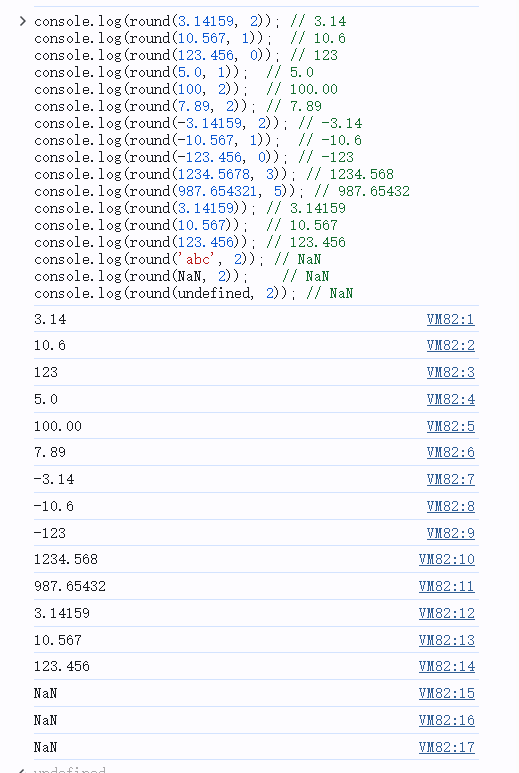 > console.log(round(3.14159, 2)); // 3.14
console.log(round(10.567, 1));  // 10.6
console.log(round(123.456, 0)); // 123
console.log(round(5.0, 1));  // 5.0
console.log(round(100, 2));  // 100.00
console.log(round(7.89, 2)); // 7.89
console.log(round(-3.14159, 2)); // -3.14
console.log(round(-10.567, 1));  // -10.6
console.log(round(-123.456, 0)); // -123
console.log(round(1234.5678, 3)); // 1234.568
console.log(round(987.654321, 5)); // 987.65432
console.log(round(3.14159)); // 3.14159
console.log(round(10.567));  // 10.567
console.log(round(123.456)); // 123.456
console.log(round('abc', 2)); // NaN
console.log(round(NaN, 2));    // NaN
console.log(round(undefined, 2)); // NaN
3.14 VM82:1
10.6 VM82:2
123 VM82:3
5.0 VM82:4
100.00 VM82:5
7.89 VM82:6
-3.14 VM82:7
-10.6 VM82:8
-123 VM82:9
1234.568 VM82:10
987.65432 VM82:11
3.14159 VM82:12
10.567 VM82:13
123.456 VM82:14
NaN VM82:15
NaN VM82:16
NaN VM82:17
undefined